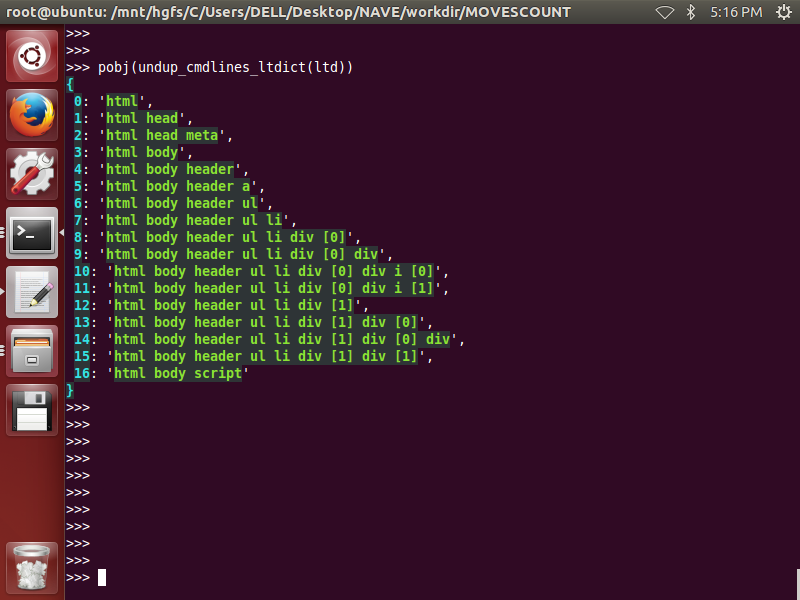 root@ubuntu: /mnt/hgfs/C/Users/DELL/Desktop/NAVE/workdir/MOVESCOUNT 5:16 PM
>>>
>>>
>>> pobj(undup_cmdlines_ltdict(ltd))
{
 0: 'html',
 1: 'html head',
 2: 'html head meta',
 3: 'html body',
 4: 'html body header',
 5: 'html body header a',
 6: 'html body header ul',
 7: 'html body header ul li',
 8: 'html body header ul li div [0]',
 9: 'html body header ul li div [0] div',
 10: 'html body header ul li div [0] div i [0]',
 11: 'html body header ul li div [0] div i [1]',
 12: 'html body header ul li div [1]',
 13: 'html body header ul li div [1] div [0]',
 14: 'html body header ul li div [1] div [0] div',
 15: 'html body header ul li div [1] div [1]',
 16: 'html body script'
}
>>>
>>>
>>>
>>>
>>>
>>>
>>>
>>>
>>>
>>>
>>>